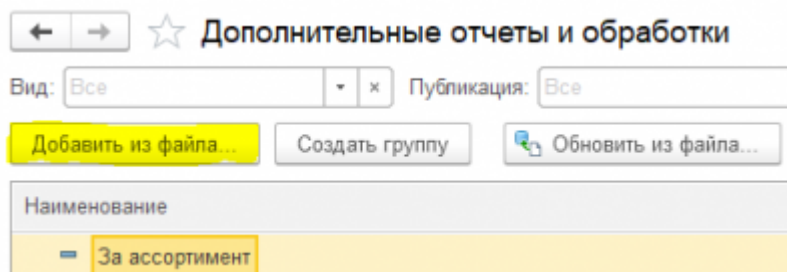 Дополнительные отчеты и обработки
Вид: Все Публикация: Все
Добавить из файла... Создать группу Обновить из файла...
Наименование
За ассортимент